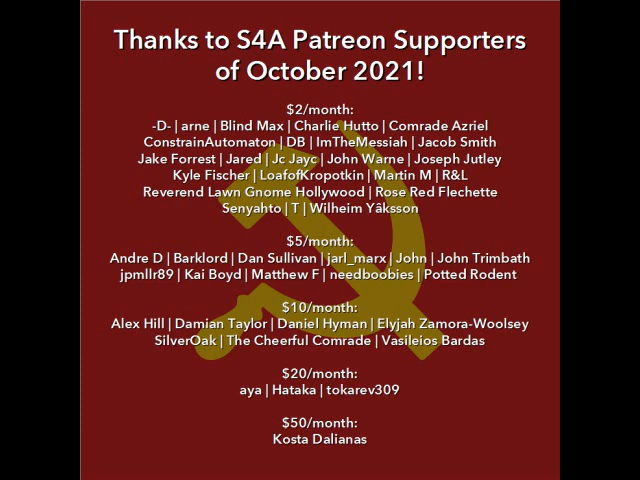 Thanks to S4A Patreon Supporters
of October 2021!
$2/month:
-D- | arne | Blind Max | Charlie Hutto | Comrade Azriel
ConstrainAutomaton | DB | ImTheMessiah | Jacob Smith
Jake Forrest | Jared | Jc Jayc | John Warne | Joseph Jutley
Kyle Fischer | LoafofKropotkin | Martin M | R&L
Reverend Lawn Gnome Hollywood | Rose Red Flechette
Senyahto | T | Wilheim Yâksson
$5/month:
Andre D | Barklord | Dan Sullivan | jarl_marx | John | John Trimbath
jpmllr89 | Kai Boyd | Matthew F | needboobies | Potted Rodent
$10/month:
Alex Hill | Damian Taylor | Daniel Hyman | Elyjah Zamora-Woolsey
SilverOak | The Cheerful Comrade | Vasileios Bardas
$20/month:
aya | Hataka | tokarev309
$50/month:
Kosta Dalianas